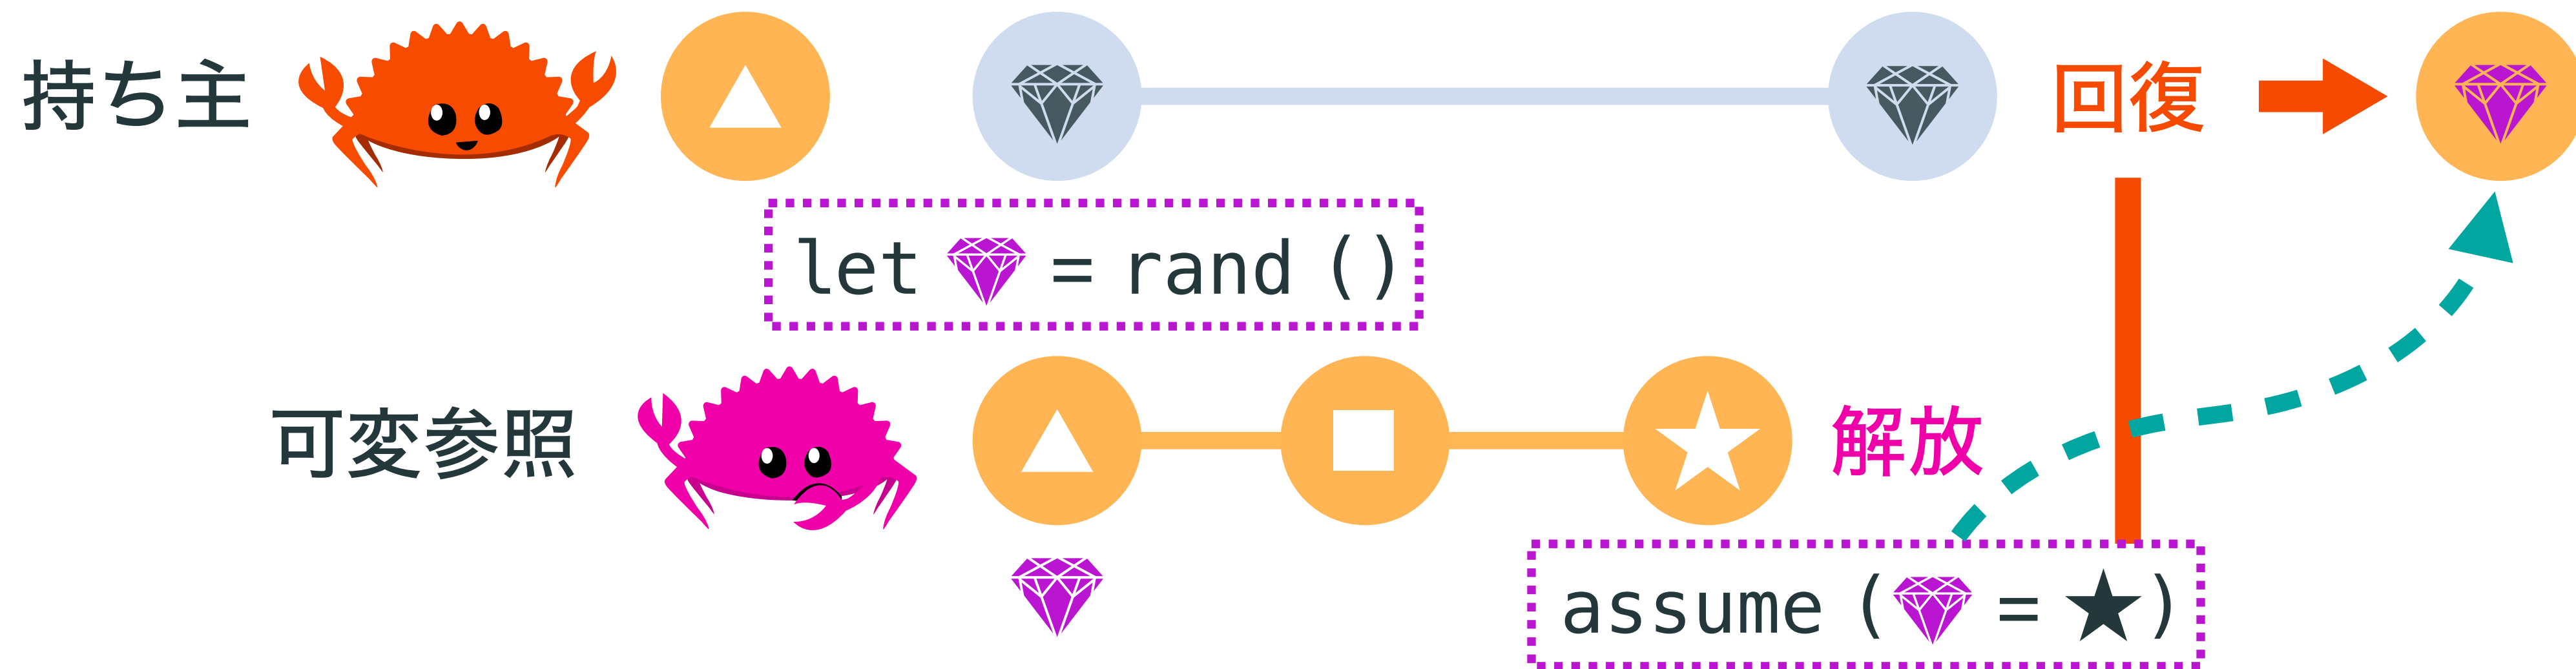 持ち主
回復
let = rand ()
可変参照
解放
assume ( = ★)